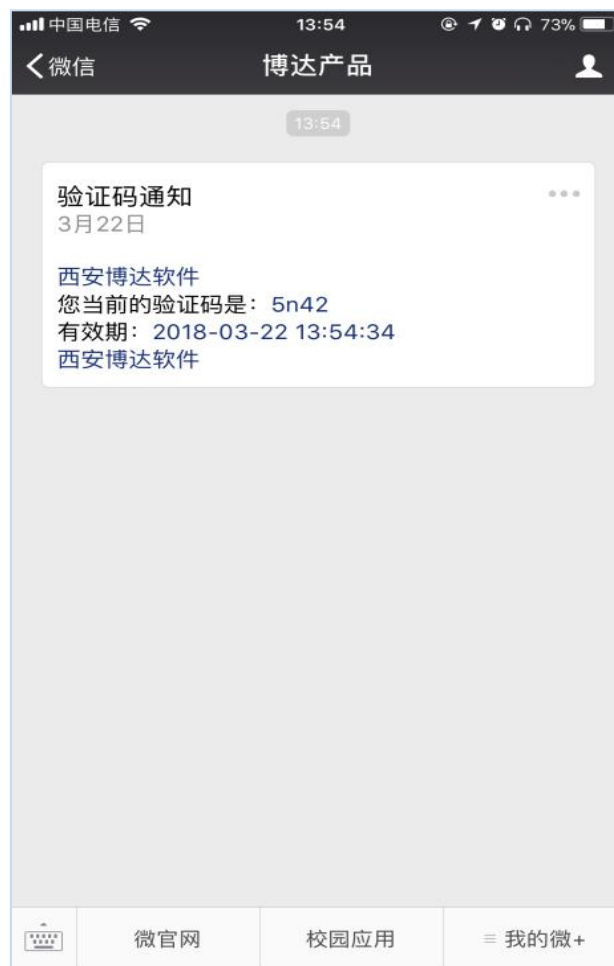 中国电信 13:54 73%
微信 博达产品
13:54
验证码通知
3月22日
西安博达软件
您当前的验证码是：5n42
有效期：2018-03-22 13:54:34
西安博达软件
微官网 校园应用 我的微+